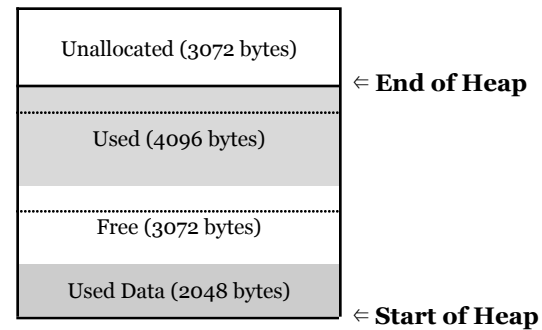 Unallocated (3072 bytes)
⇐ End of Heap
Used (4096 bytes)
Free (3072 bytes)
Used Data (2048 bytes)
⇐ Start of Heap